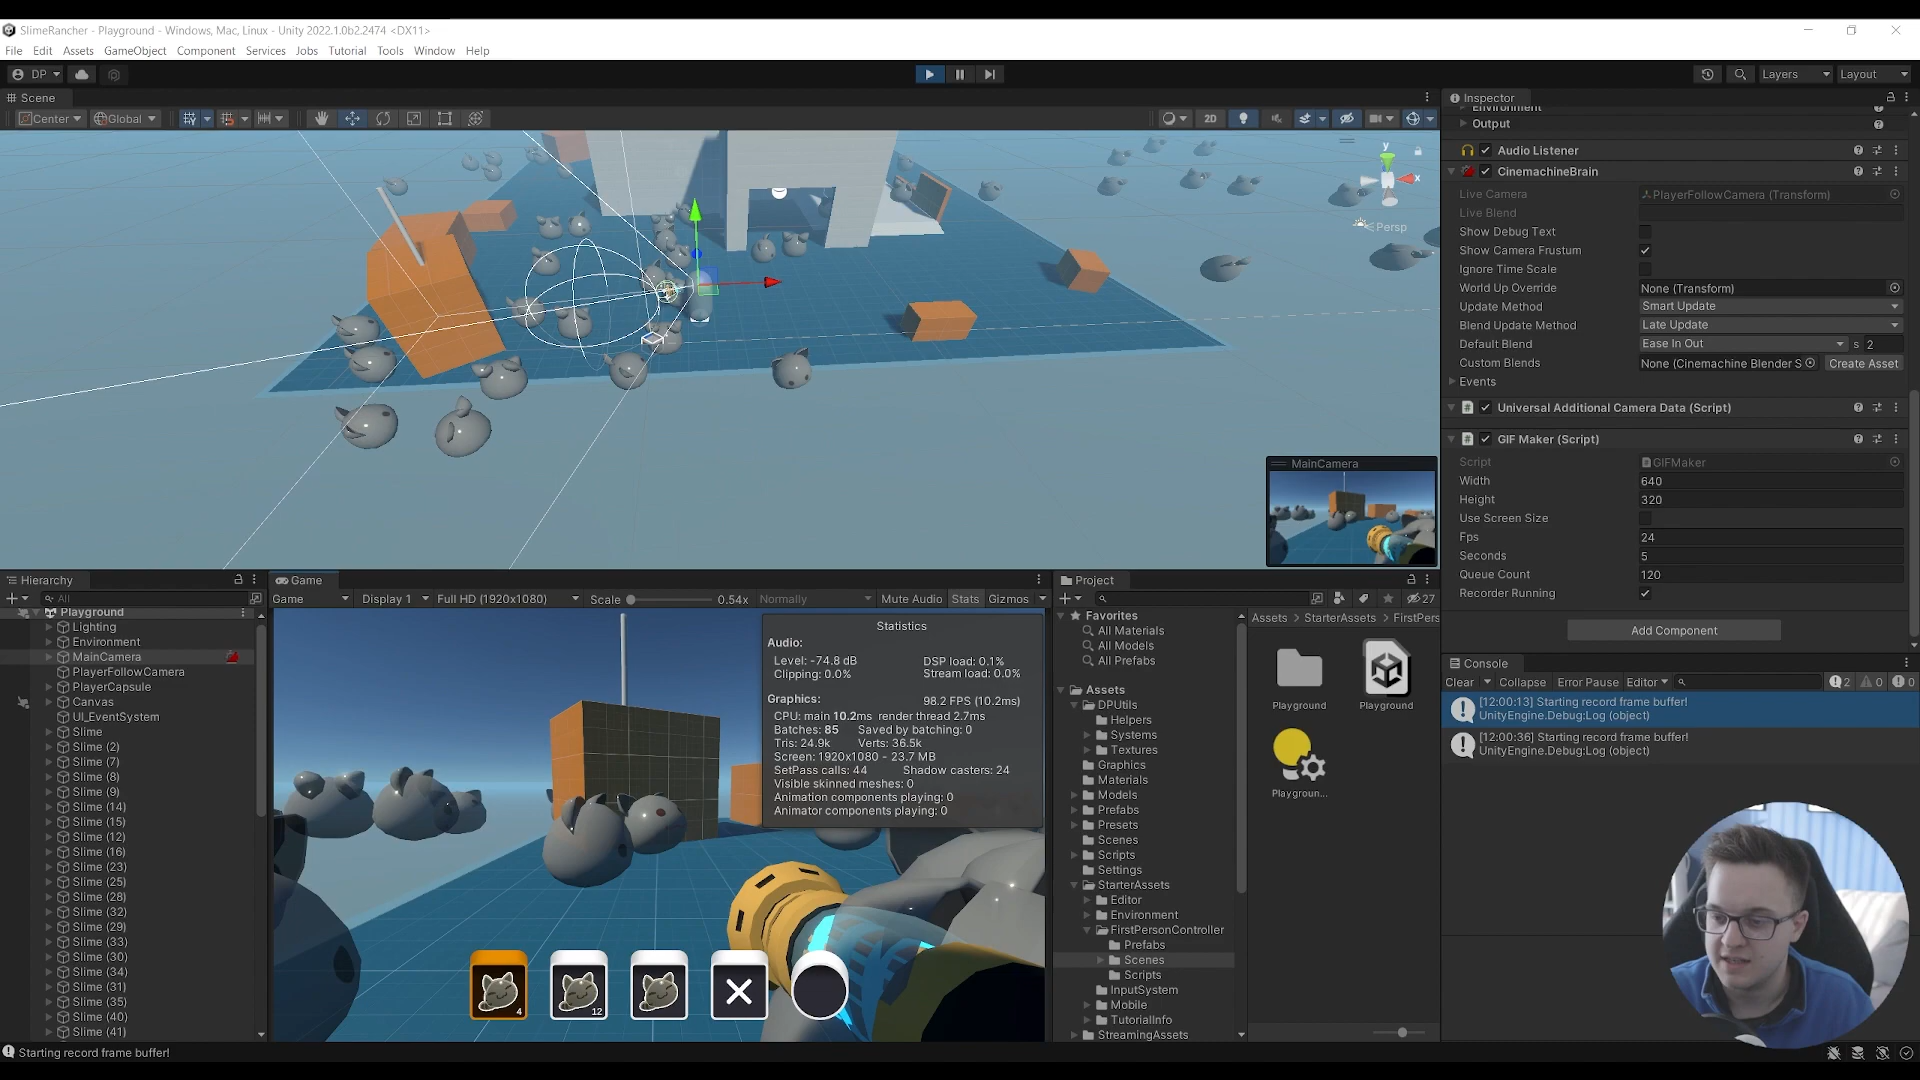 SlimeRancher - Playground - Windows, Mac, Linux - Unity 2022.1.0b2.2474 <DX11>
File Edit Assets GameObject Component Services Jobs Tutorial Tools Window Help
DP
Layers
Layout
Scene
Center
Global
2D
y
x
Persp
MainCamera
Inspector
Environment
Output
Audio Listener
CinemachineBrain
Live Camera PlayerFollowCamera (Transform)
Live Blend
Show Debug Text
Show Camera Frustum
Ignore Time Scale
World Up Override None (Transform)
Update Method Smart Update
Blend Update Method Late Update
Default Blend Ease In Out s 2
Custom Blends None (Cinemachine Blender S Create Asset
Events
Universal Additional Camera Data (Script)
GIF Maker (Script)
Script GIFMaker
Width 640
Height 320
Use Screen Size
Fps 24
Seconds 5
Queue Count 120
Recorder Running
Add Component
Hierarchy
All
Playground
Lighting
Environment
MainCamera
PlayerFollowCamera
PlayerCapsule
Canvas
UI_EventSystem
Slime
Slime (2)
Slime (7)
Slime (8)
Slime (9)
Slime (14)
Slime (15)
Slime (12)
Slime (16)
Slime (23)
Slime (25)
Slime (28)
Slime (32)
Slime (29)
Slime (33)
Slime (30)
Slime (34)
Slime (31)
Slime (35)
Slime (40)
Slime (41)
Game
Game Display 1 Full HD (1920x1080) Scale 0.54x Normally Mute Audio Stats Gizmos
Statistics
Audio:
Level: -74.8 dB DSP load: 0.1%
Clipping: 0.0% Stream load: 0.0%
Graphics: 98.2 FPS (10.2ms)
CPU: main 10.2ms render thread 2.7ms
Batches: 85 Saved by batching: 0
Tris: 24.9k Verts: 36.5k
Screen: 1920x1080 - 23.7 MB
SetPass calls: 44 Shadow casters: 24
Visible skinned meshes: 0
Animation components playing: 0
Animator components playing: 0
4
12
Project
27
Favorites
All Materials
All Models
All Prefabs
Assets
DPUtils
Helpers
Systems
Textures
Graphics
Materials
Models
Prefabs
Presets
Scenes
Scripts
Settings
StarterAssets
Editor
Environment
FirstPersonController
Prefabs
Scenes
Scripts
InputSystem
Mobile
TutorialInfo
StreamingAssets
Assets > StarterAssets > FirstPers
Playground
Playground
Playgroun...
Console
Clear Collapse Error Pause Editor 2 0 0
[12:00:13] Starting record frame buffer!
UnityEngine.Debug:Log (object)
[12:00:36] Starting record frame buffer!
UnityEngine.Debug:Log (object)
Starting record frame buffer!